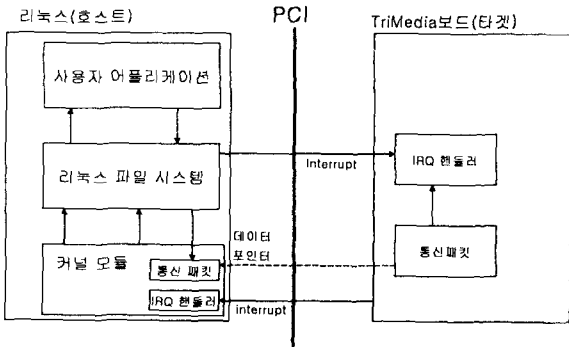 리눅스(호스트)
PCI
TriMedia보드(타겟)
사용자 어플리케이션
리눅스 파일 시스템
Interrupt
IRQ 핸들러
데이터
포인터
커널 모듈
통신 패킷
통신패킷
IRQ 핸들러
interrupt